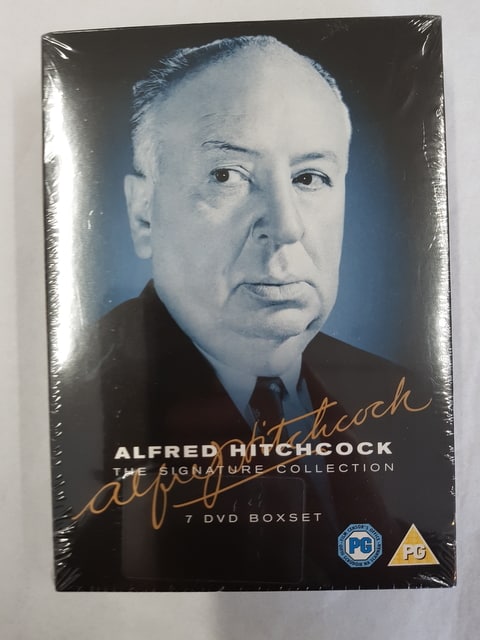 alfred hitchcock
ALFRED HITCHCOCK
THE SIGNATURE COLLECTION
7 DVD BOXSET
PG
PG